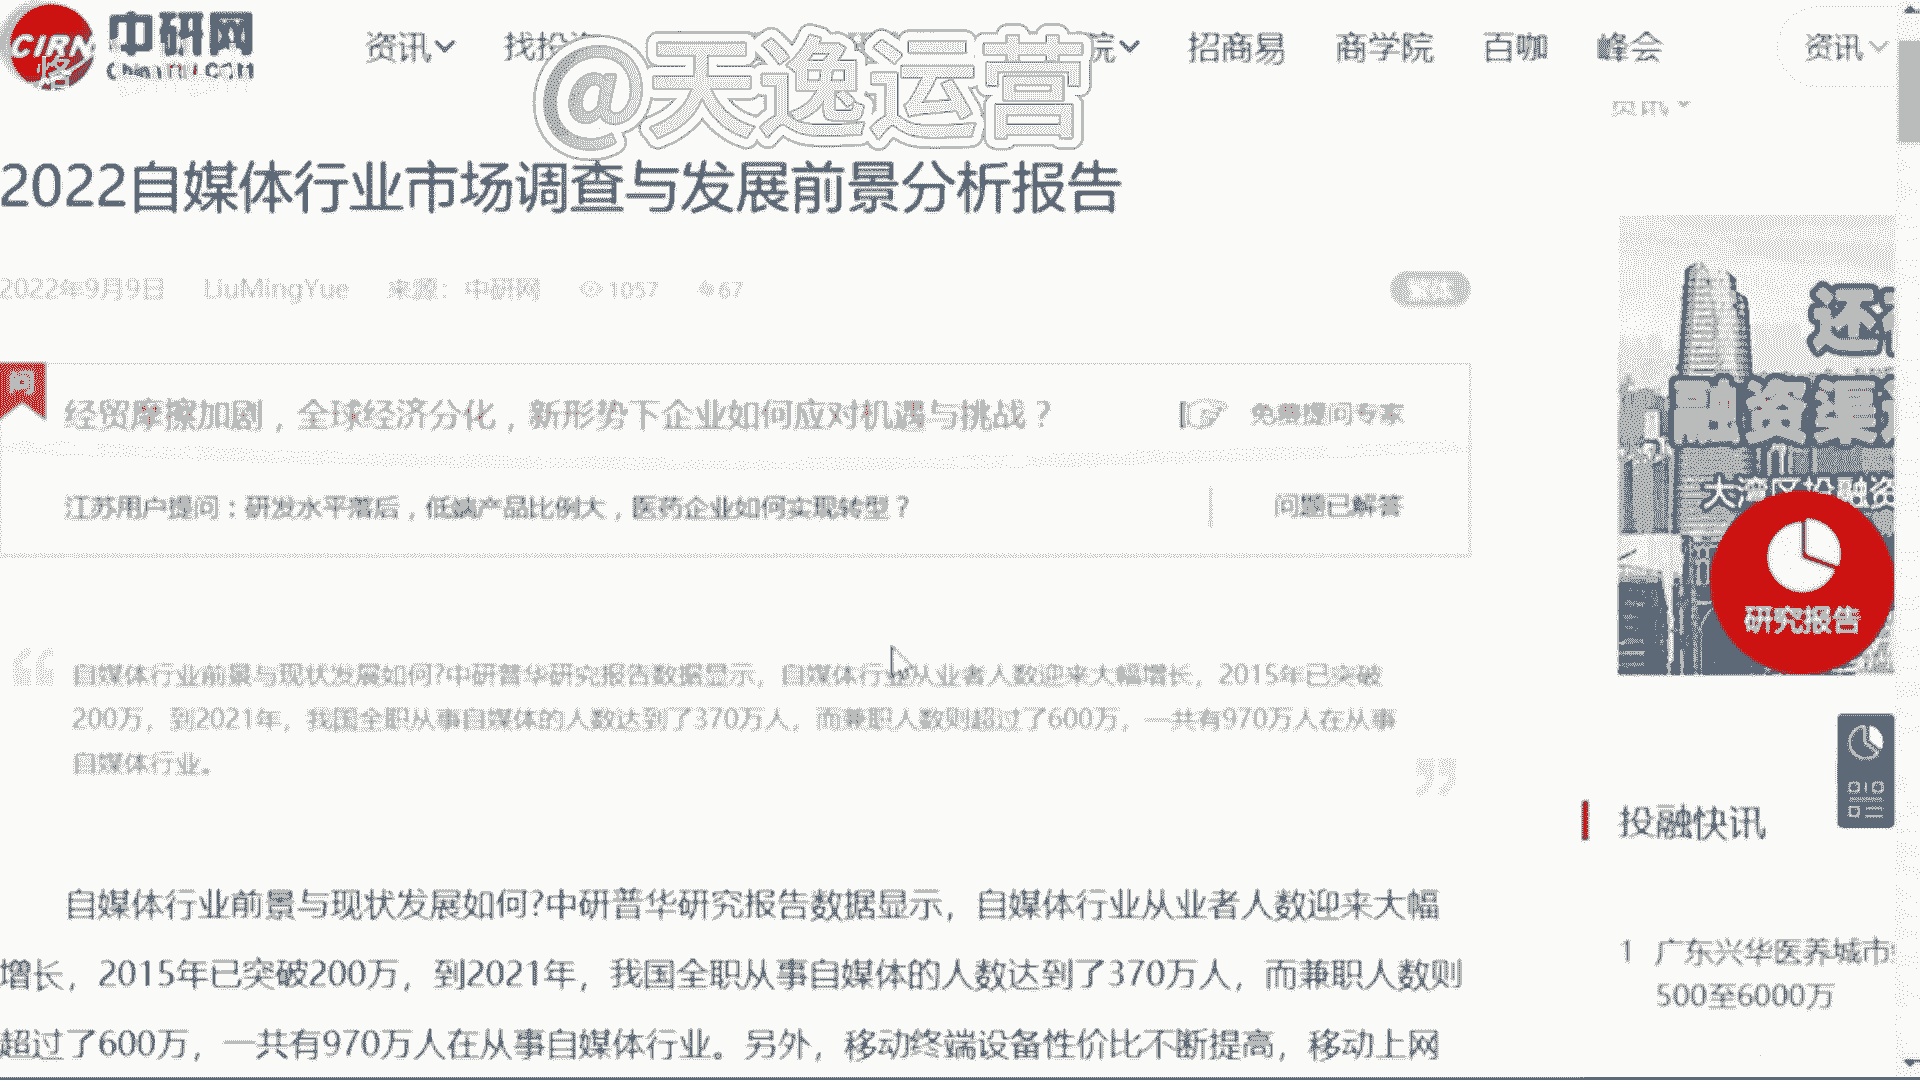 CIRN
中研网
资讯
找投资
院
招商易
商学院
百咖
峰会
资讯
@天逸运营
资讯
2022自媒体行业市场调查与发展前景分析报告
2022年9月9日 LiuMingYue 来源：中研网 1057 67
问
经贸摩擦加剧，全球经济分化，新形势下企业如何应对机遇与挑战？
免费提问专家
江苏用户提问：研发水平落后，低端产品比例大，医药企业如何实现转型？
问题已解答
自媒体行业前景与现状发展如何?中研普华研究报告数据显示，自媒体行业从业者人数迎来大幅增长，2015年已突破
200万，到2021年，我国全职从事自媒体的人数达到了370万人，而兼职人数则超过了600万，一共有970万人在从事
自媒体行业。
自媒体行业前景与现状发展如何?中研普华研究报告数据显示，自媒体行业从业者人数迎来大幅
增长，2015年已突破200万，到2021年，我国全职从事自媒体的人数达到了370万人，而兼职人数则
超过了600万，一共有970万人在从事自媒体行业。另外，移动终端设备性价比不断提高，移动上网
还
融资渠
大湾区投融资
研究报告
投融快讯
1 广东兴华医养城市
500至6000万